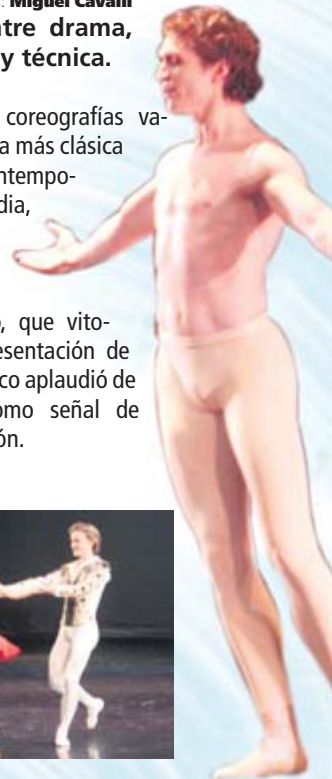 Miguel Cavalli
tre drama,
y técnica.
coreografías va-
a más clásica
ntempo-
dia,
, que vito-
esentación de
co aplaudió de
omo señal de
ón.